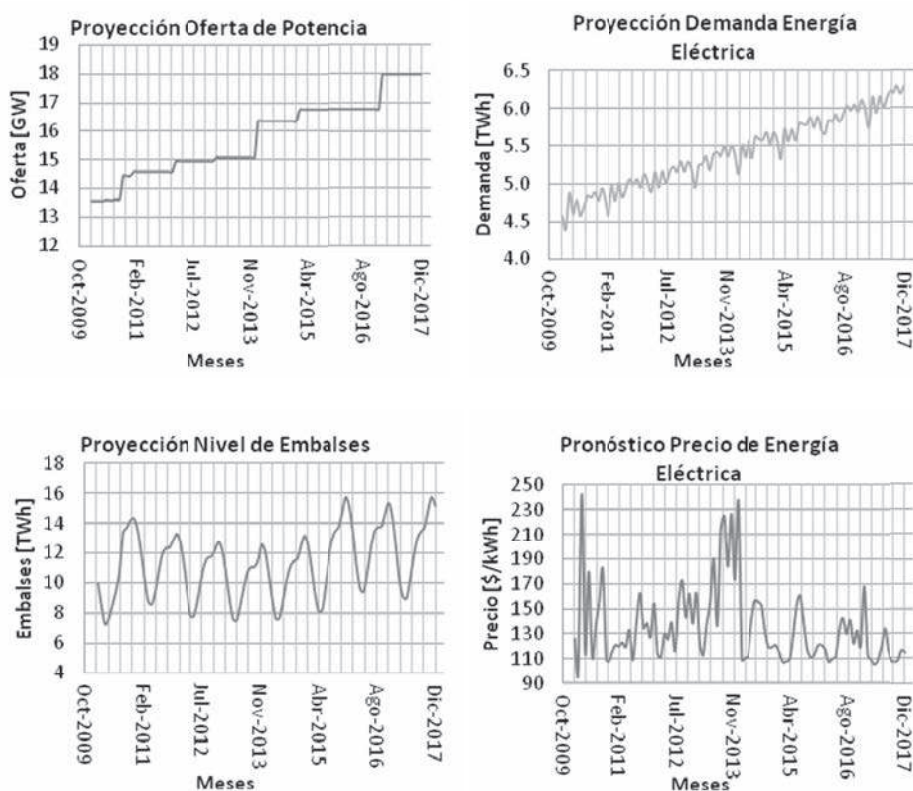 Proyección Oferta de Potencia
Oferta [GW]
19
18
17
16
15
14
13
12
Oct-2009
Feb-2011
Jul-2012
Nov-2013
Abr-2015
Ago-2016
Dic-2017
Meses
Proyección Demanda Energía
Eléctrica
Demanda [TWh]
6.5
6.0
5.5
5.0
4.5
4.0
Oct-2009
Feb-2011
Jul-2012
Nov-2013
Abr-2015
Ago-2016
Dic-2017
Meses
Proyección Nivel de Embalses
Embalses [TWh]
18
16
14
12
10
8
6
4
Oct-2009
Feb-2011
Jul-2012
Nov-2013
Abr-2015
Ago-2016
Dic-2017
Meses
Pronóstico Precio de Energía
Eléctrica
Precio [$/kWh]
250
230
210
190
170
150
130
110
90
Oct-2009
Feb-2011
Jul-2012
Nov-2013
Abr-2015
Ago-2016
Dic-2017
Meses